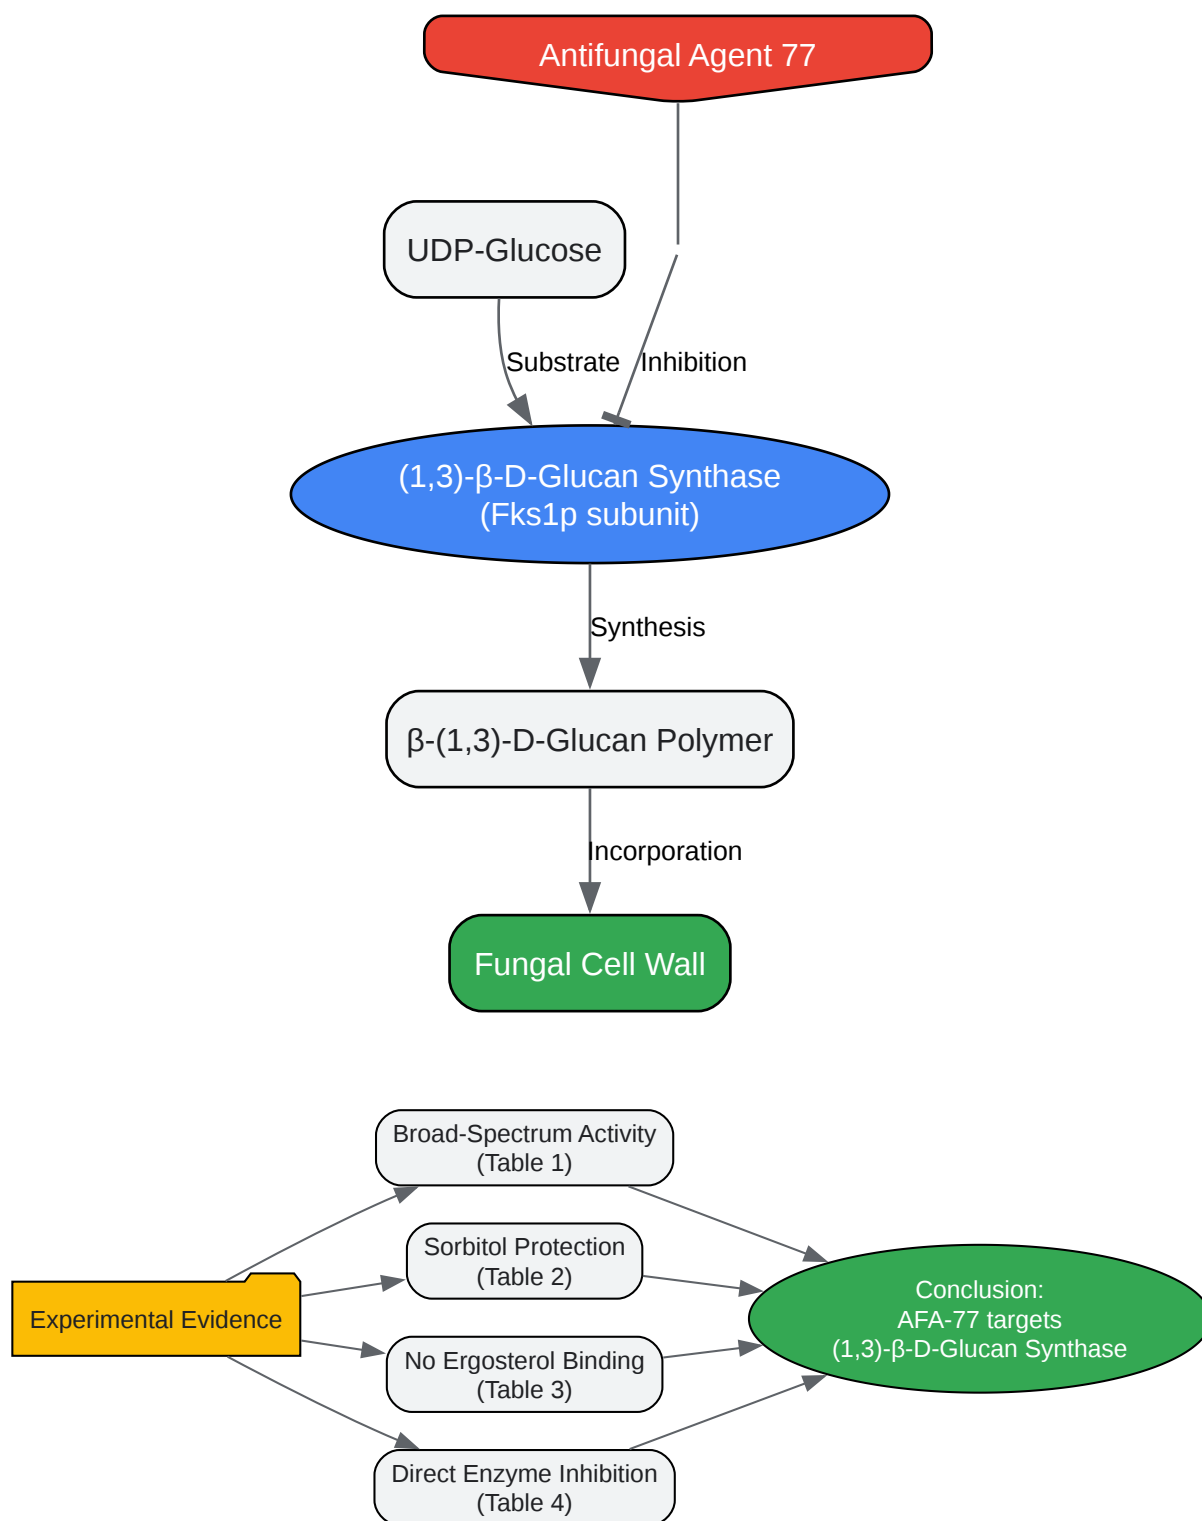 Antifungal Agent 77
UDP-Glucose
Substrate
Inhibition
(1,3)-β-D-Glucan Synthase
(Fks1p subunit)
Synthesis
β-(1,3)-D-Glucan Polymer
Incorporation
Fungal Cell Wall
Broad-Spectrum Activity
(Table 1)
Sorbitol Protection
(Table 2)
Experimental Evidence
No Ergosterol Binding
(Table 3)
Direct Enzyme Inhibition
(Table 4)
Conclusion:
AFA-77 targets
(1,3)-β-D-Glucan Synthase